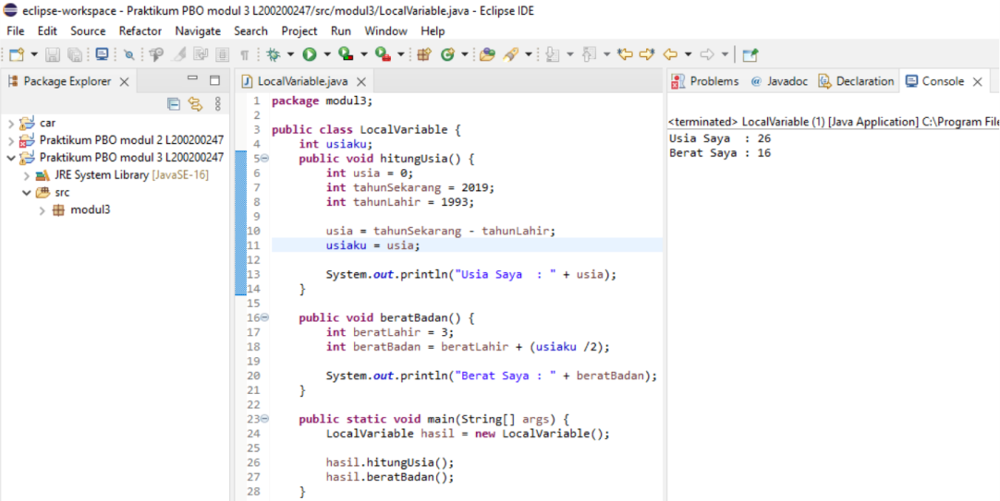 eclipse-workspace - Praktikum PBO modul 3 L200200247/src/modul3/LocalVariable.java - Eclipse IDE
File Edit Source Refactor Navigate Search Project Run Window Help
Package Explorer
car
Praktikum PBO modul 2 L200200247
Praktikum PBO modul 3 L200200247
JRE System Library [JavaSE-16]
src
modul3
LocalVariable.java
1 package modul3;
2
3 public class LocalVariable {
4     int usiaku;
5     public void hitungUsia() {
6         int usia = 0;
7         int tahunSekarang = 2019;
8         int tahunLahir = 1993;
9
10         usia = tahunSekarang - tahunLahir;
11         usiaku = usia;
12
13         System.out.println("Usia Saya  : " + usia);
14     }
15
16     public void beratBadan() {
17         int beratLahir = 3;
18         int beratBadan = beratLahir + (usiaku /2);
19
20         System.out.println("Berat Saya : " + beratBadan);
21     }
22
23     public static void main(String[] args) {
24         LocalVariable hasil = new LocalVariable();
25
26         hasil.hitungUsia();
27         hasil.beratBadan();
28     }
Problems @ Javadoc Declaration Console
<terminated> LocalVariable (1) [Java Application] C:\Program File
Usia Saya  : 26
Berat Saya : 16